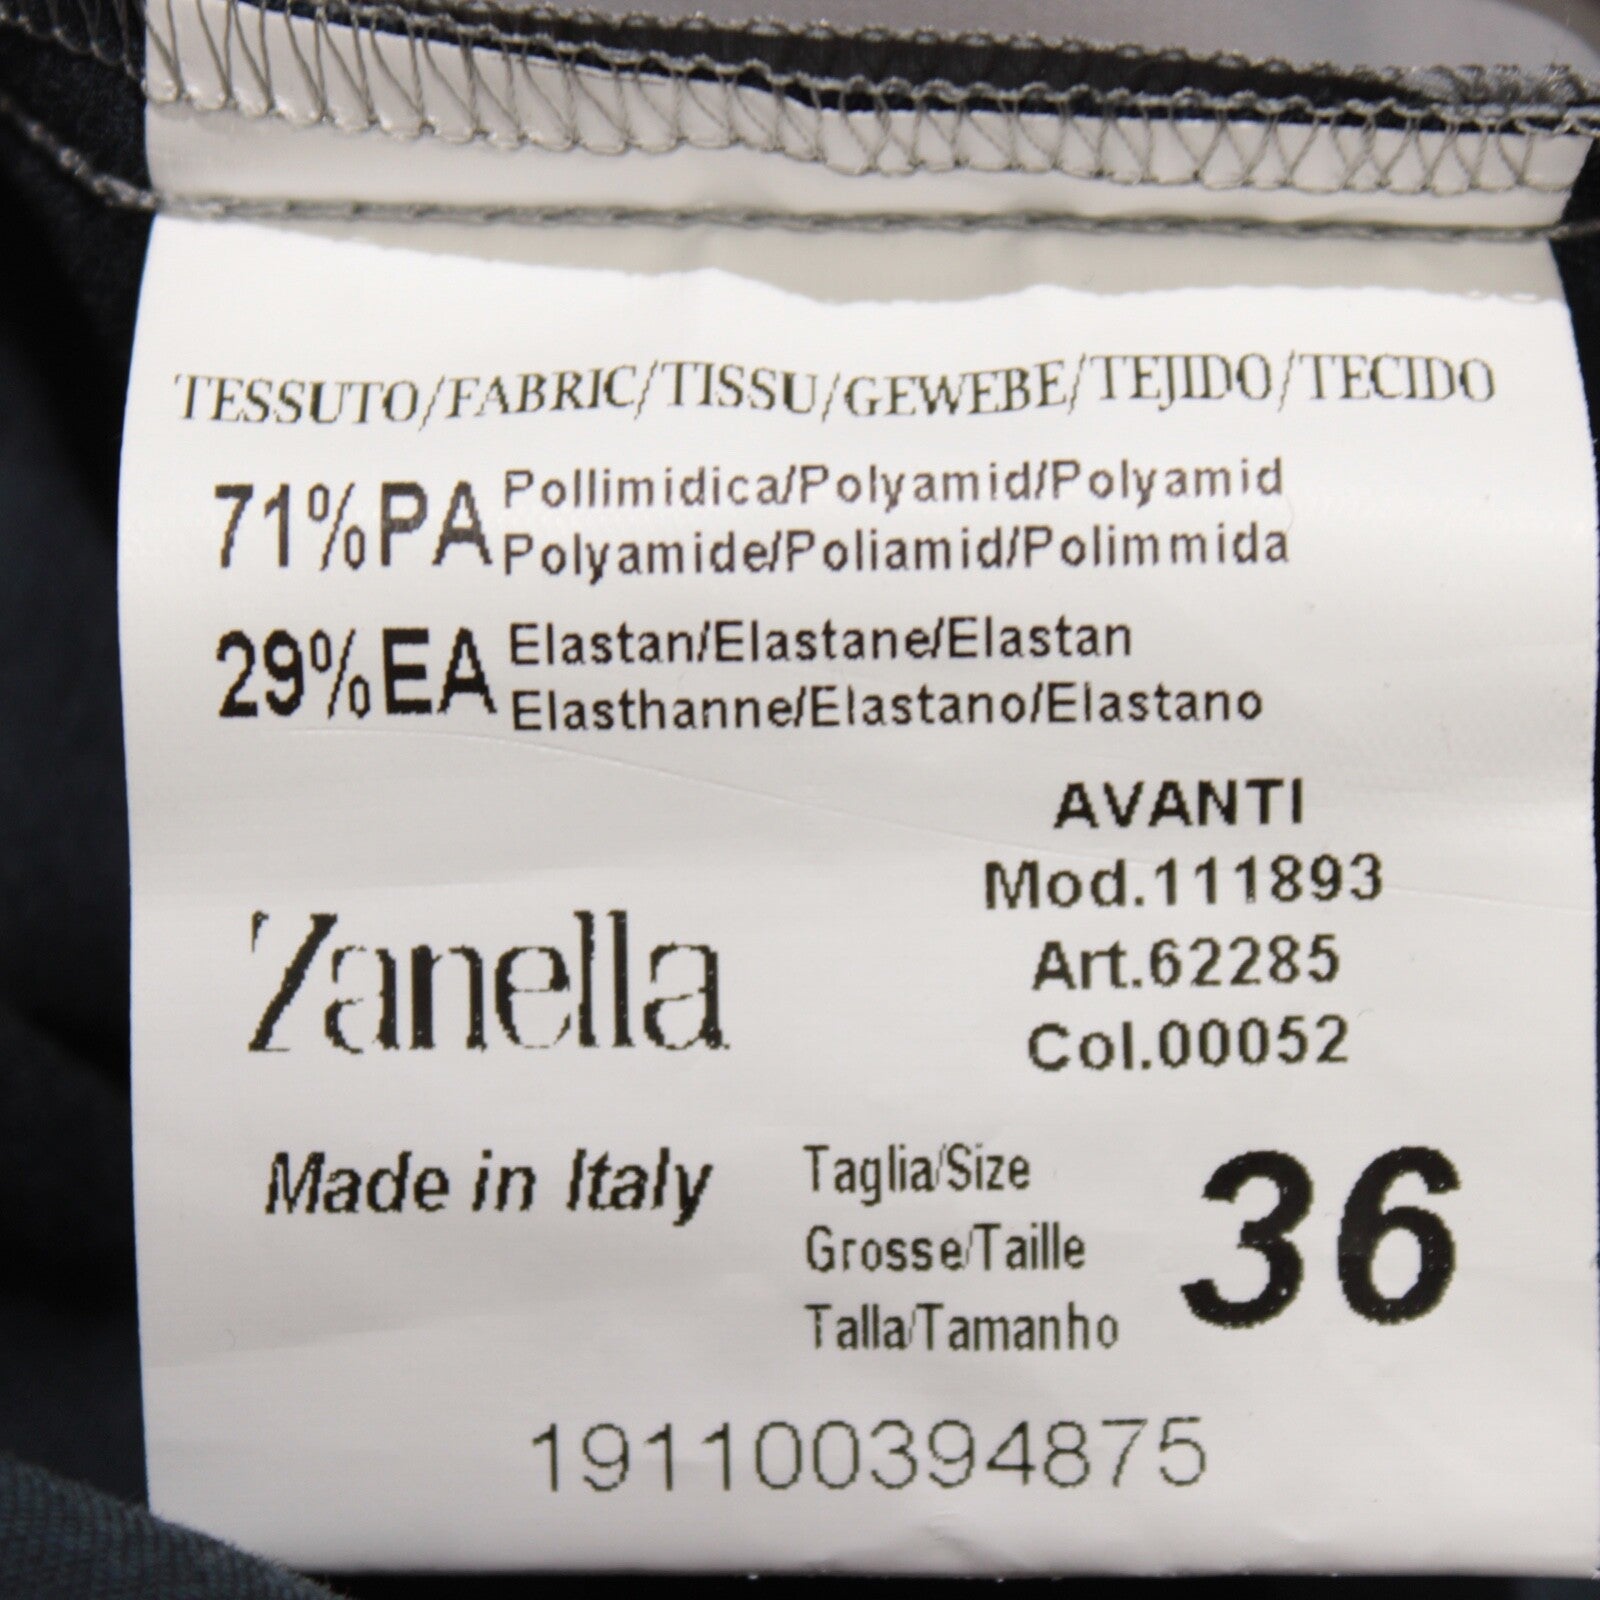 TESSUTO/FABRIC/TISSU/GEWEBE/TEJIDO/TECIDO
71%PA Pollimidica/Polyamid/Polyamid
Polyamide/Poliamid/Polimmida
29%EA Elastan/Elastane/Elastan
Elasthanne/Elastano/Elastano
AVANTI
Mod.111893
Art.62285
Col.00052
Zanella
Made in Italy
Taglia/Size
Grosse/Taille
Talla/Tamanho
36
191100394875